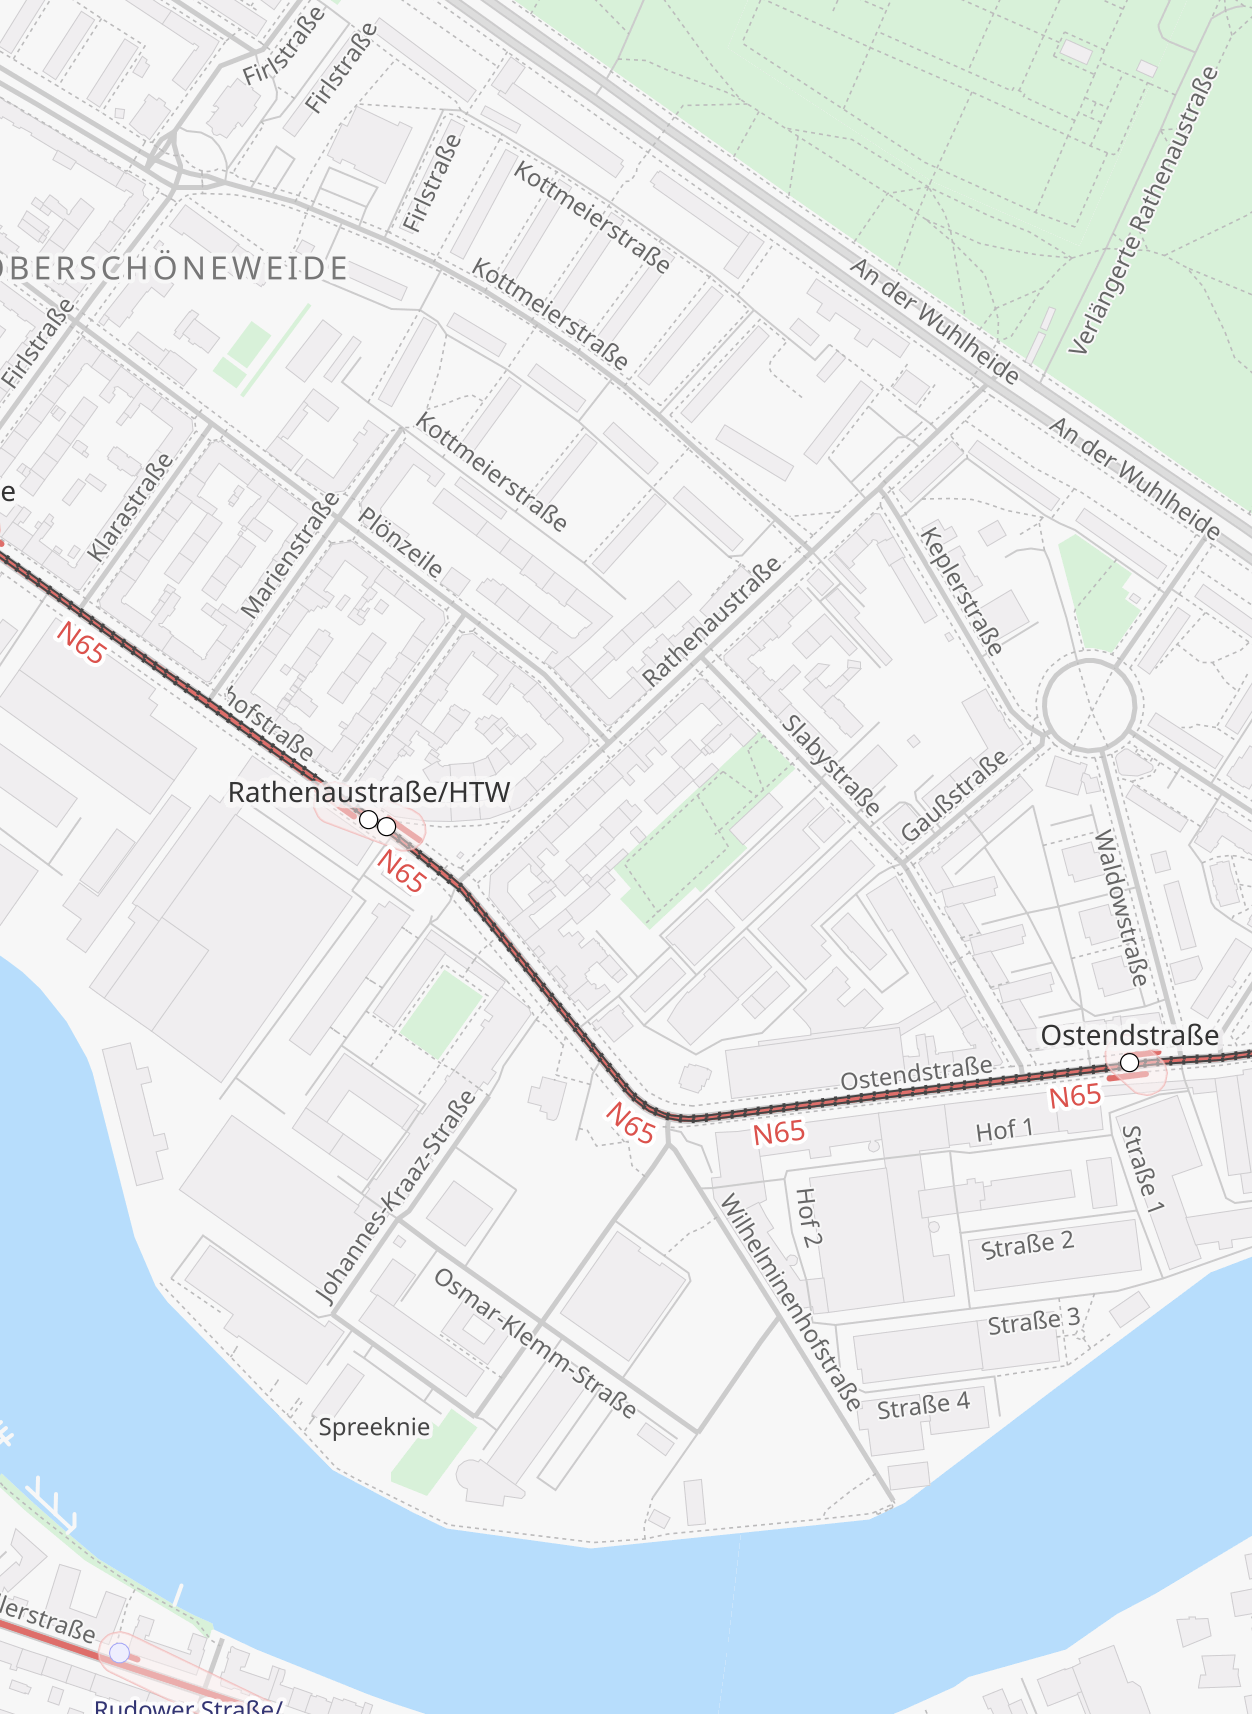 Firlstraße
Firlstraße
Firlstraße
Verlängerte Rathenaustraße
Kottmeierstraße
OBERSCHÖNEWEIDE
Kottmeierstraße
An der Wuhlheide
Firlstraße
Kottmeierstraße
An der Wuhlheide
Klarastraße
e
Marienstraße
Plönzeile
Keplerstraße
Rathenaustraße
N65
hofstraße
Slabystraße
Gaußstraße
Rathenaustraße/HTW
N65
Waldowstraße
Ostendstraße
Ostendstraße
N65
N65
N65
Hof 1
Johannes-Kraaz-Straße
Straße 1
Hof 2
Wilhelminenhofstraße
Straße 2
Osmar-Klemm-Straße
Straße 3
Straße 4
Spreeknie
llerstraße
Rudower Straße/